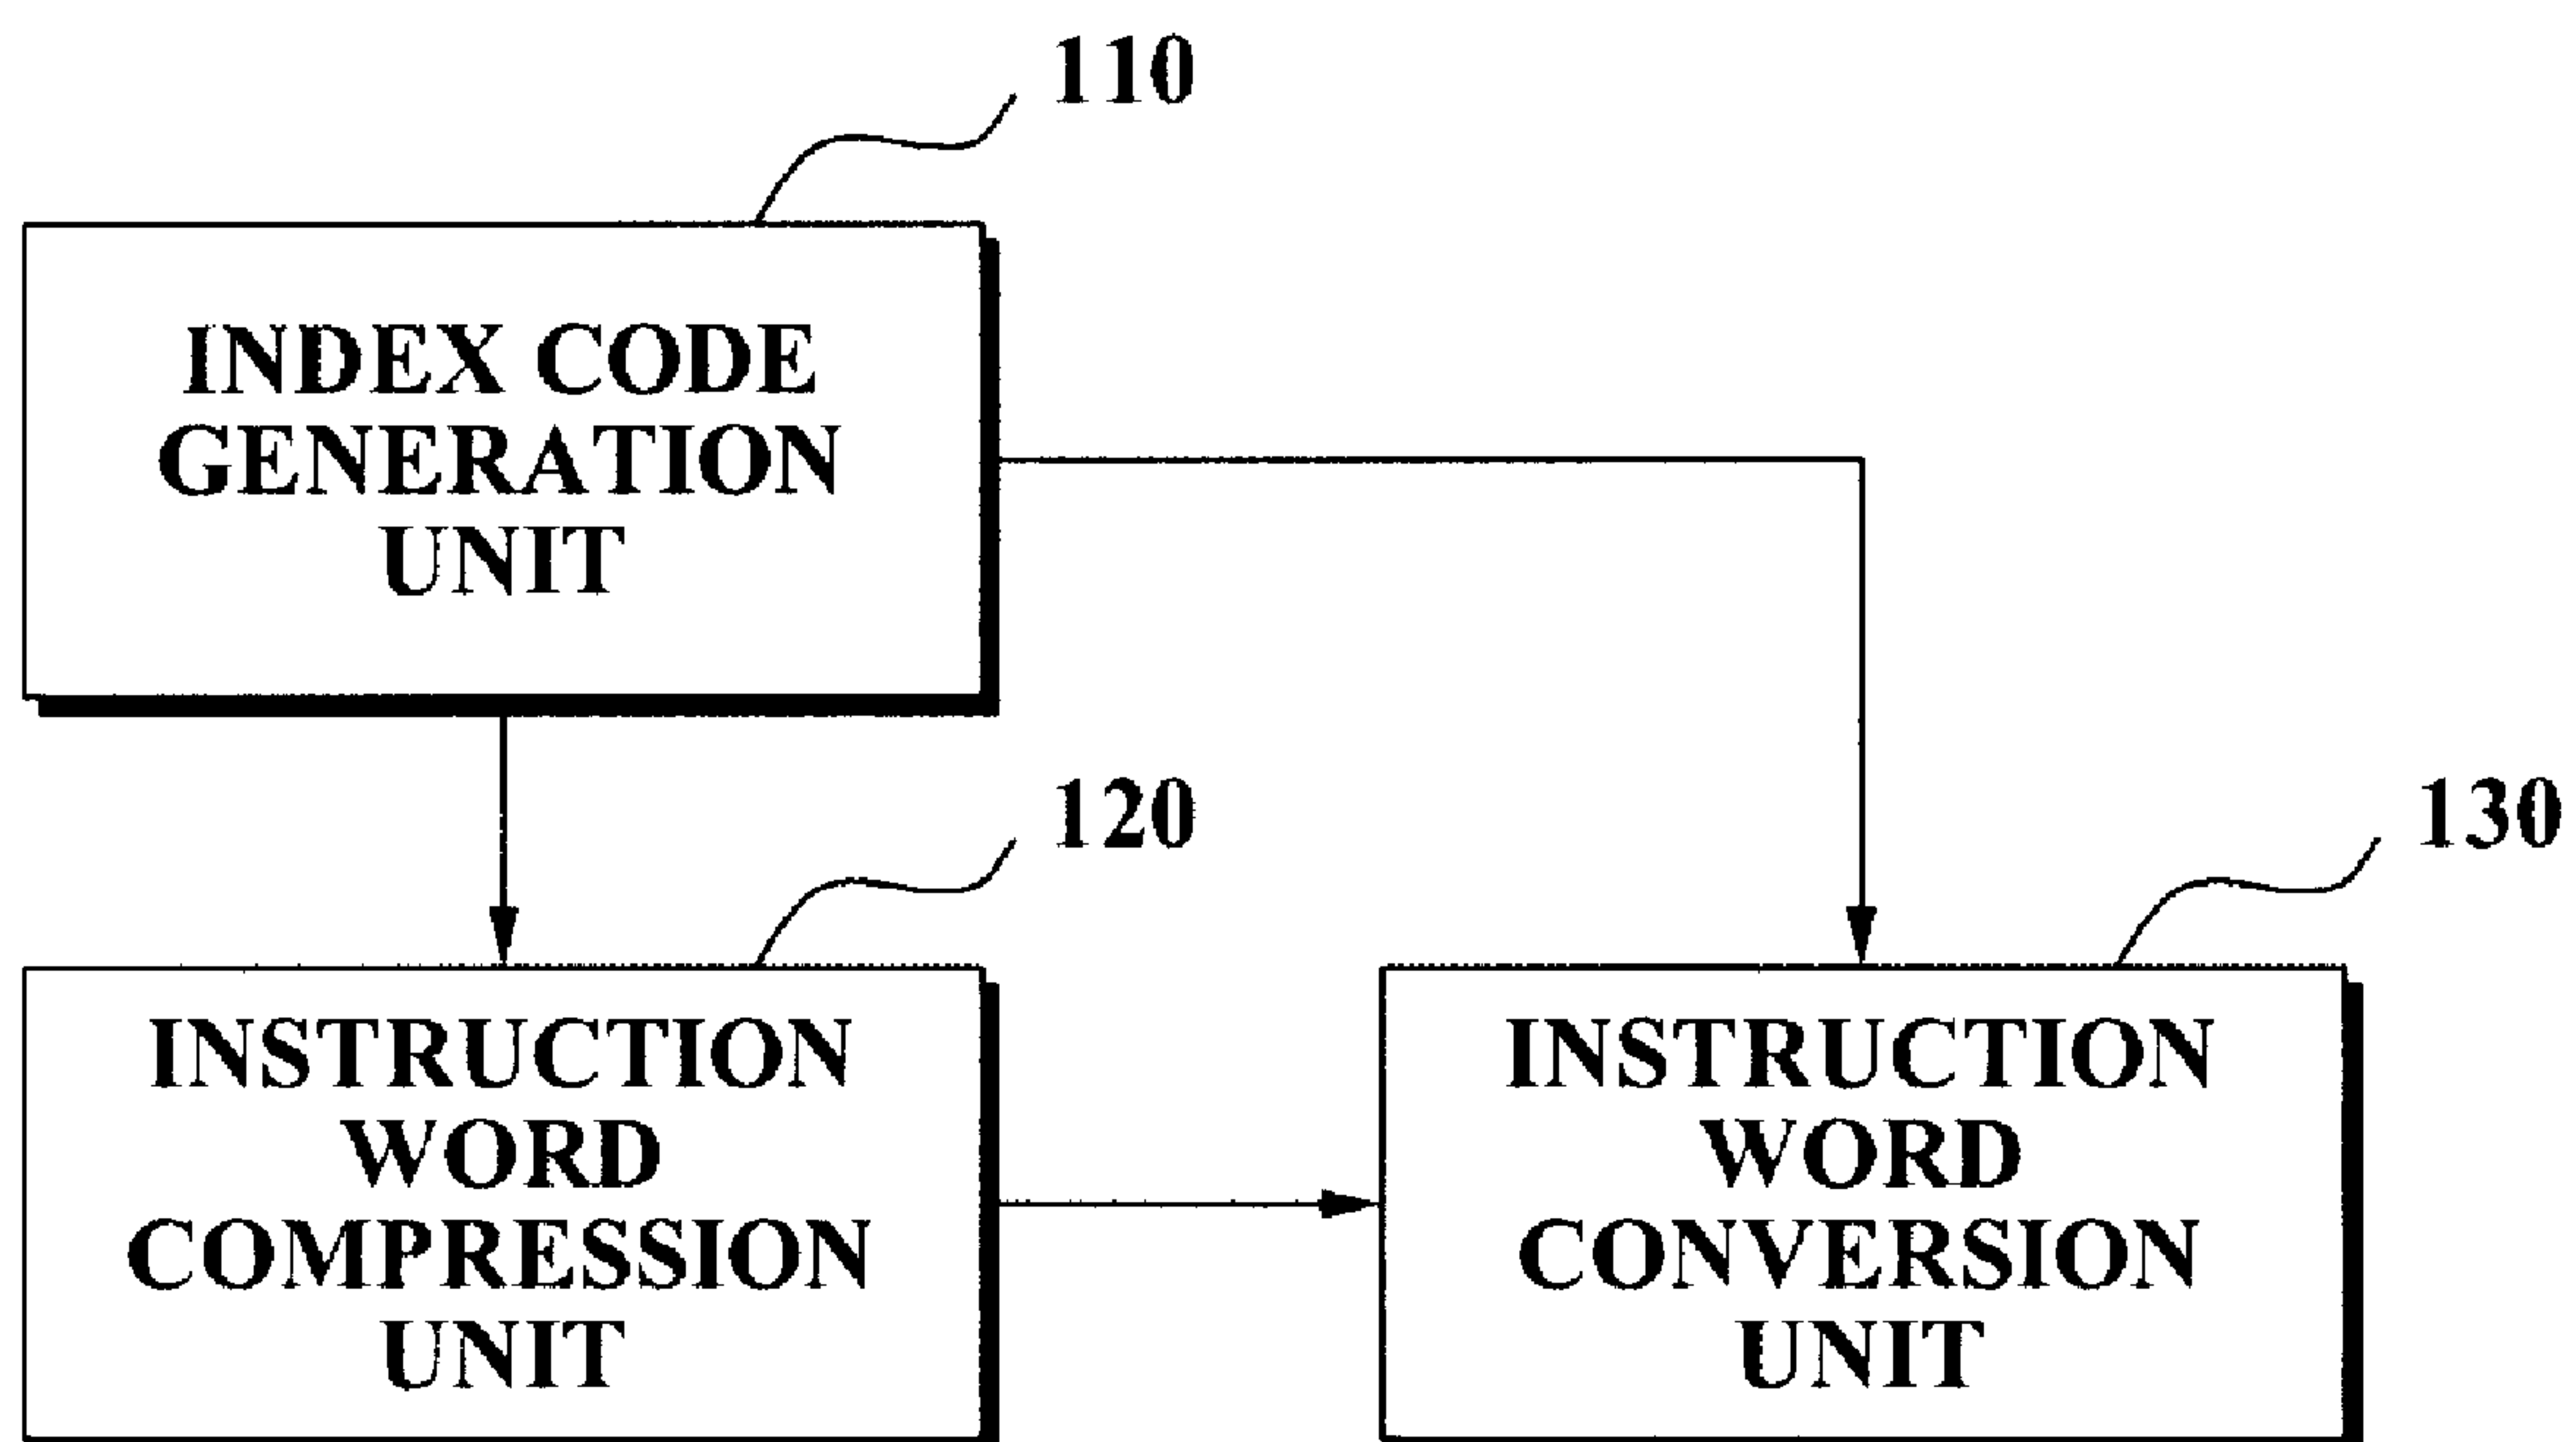 110
INDEX CODE
GENERATION
UNIT
120
INSTRUCTION
WORD
COMPRESSION
UNIT
130
INSTRUCTION
WORD
CONVERSION
UNIT